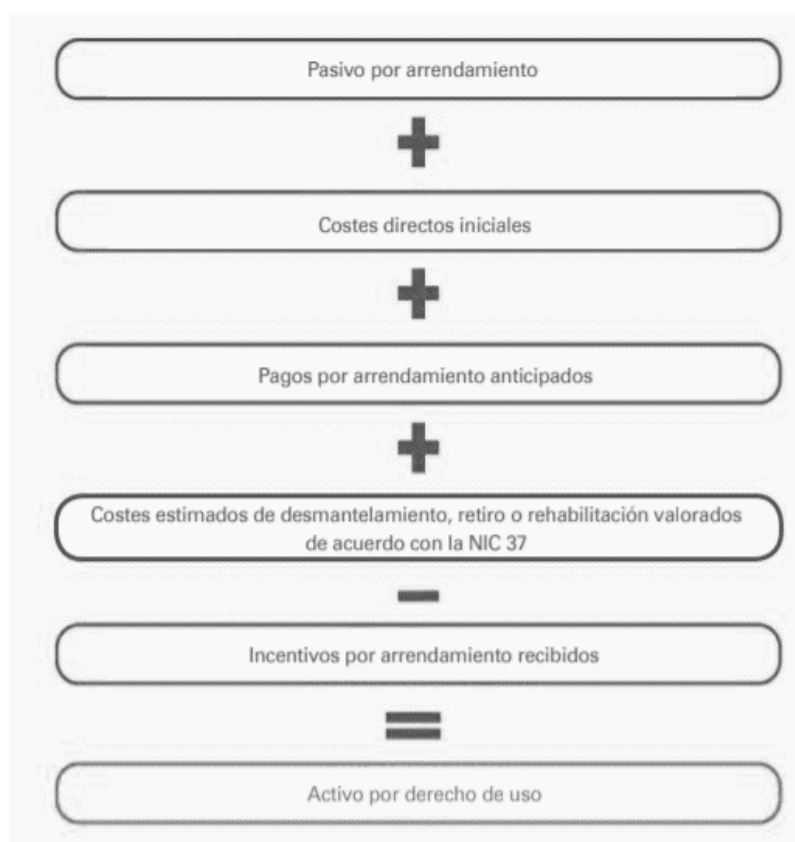 Pasivo por arrendamiento
+
Costes directos iniciales
+
Pagos por arrendamiento anticipados
+
Costes estimados de desmantelamiento, retiro o rehabilitación valorados
de acuerdo con la NIC 37
-
Incentivos por arrendamiento recibidos
=
Activo por derecho de uso